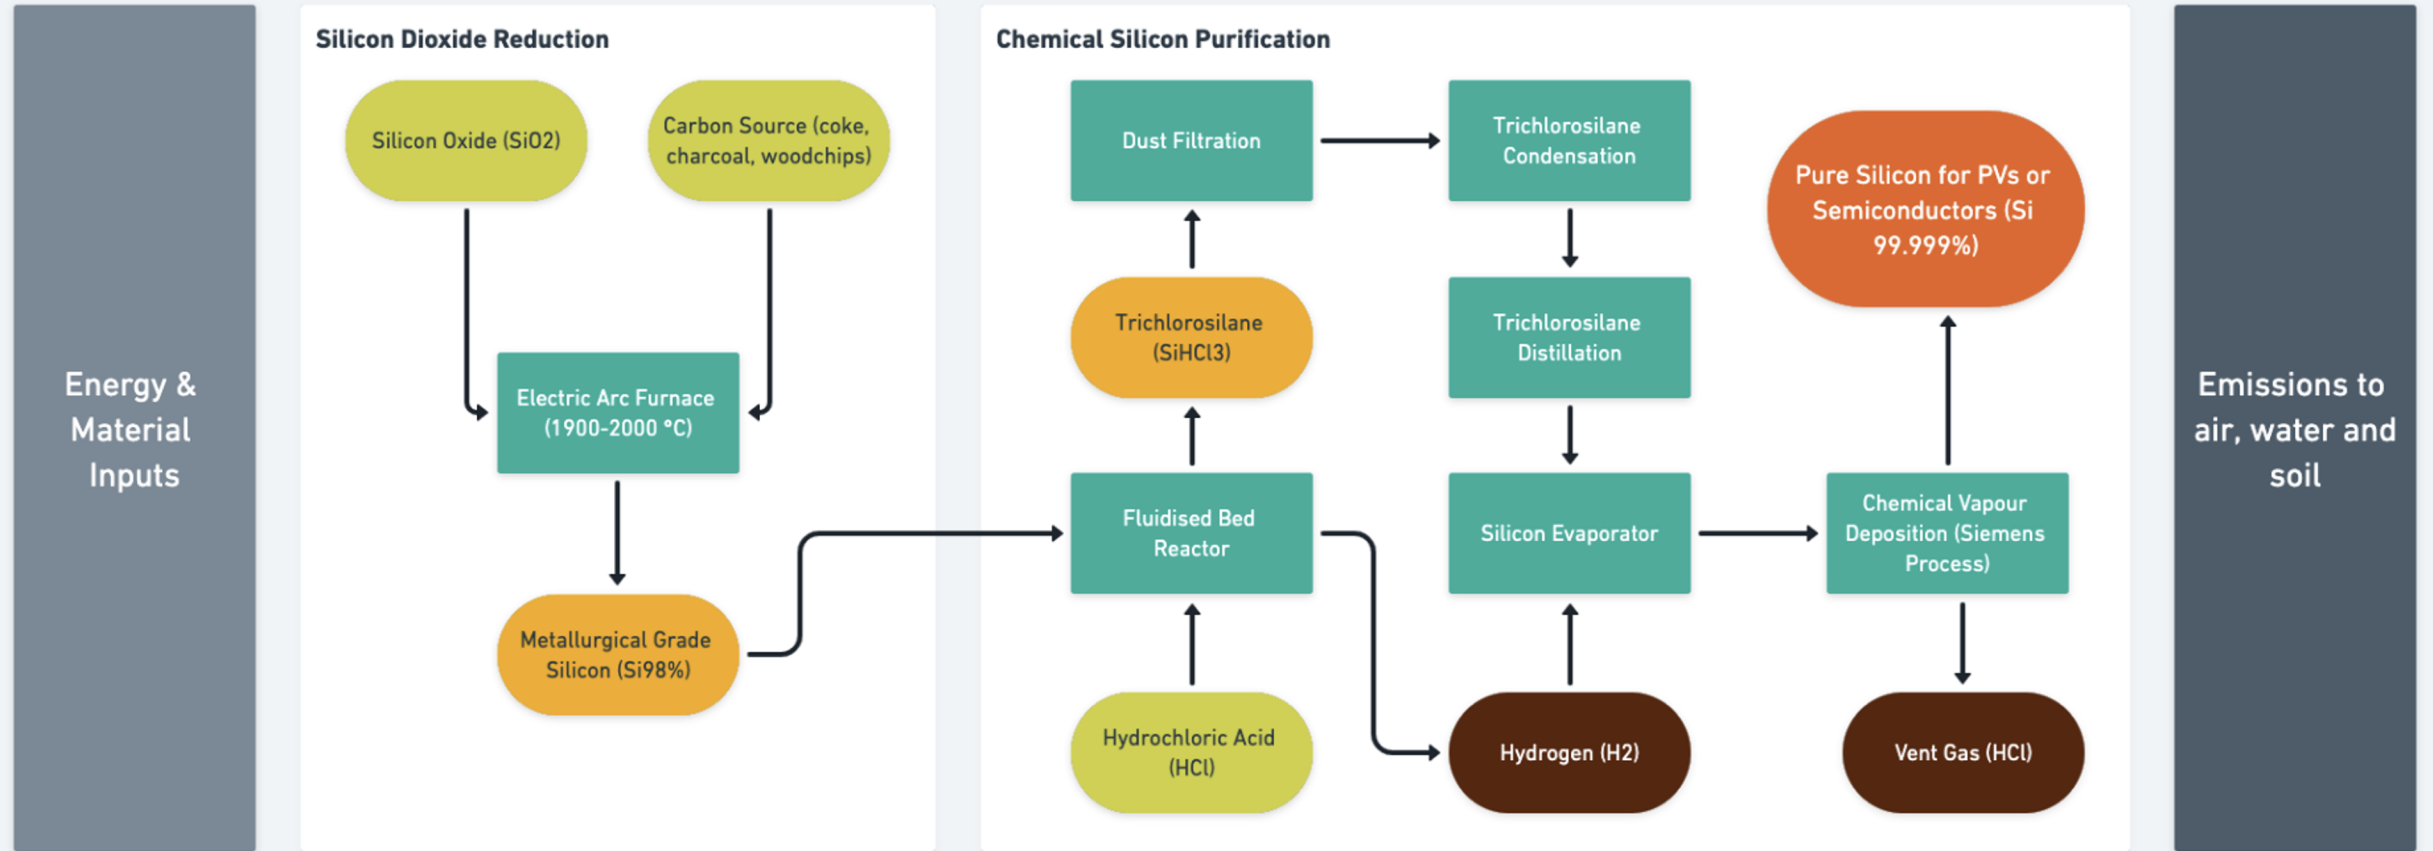 Energy &
Material
Inputs
Silicon Dioxide Reduction
Silicon Oxide (SiO2)
Carbon Source (coke,
charcoal, woodchips)
Electric Arc Furnace
(1900-2000 °C)
Metallurgical Grade
Silicon (Si98%)
Chemical Silicon Purification
Dust Filtration
Trichlorosilane
Condensation
Trichlorosilane
(SiHCl3)
Trichlorosilane
Distillation
Pure Silicon for PVs or
Semiconductors (Si
99.999%)
Fluidised Bed
Reactor
Silicon Evaporator
Chemical Vapour
Deposition (Siemens
Process)
Hydrochloric Acid
(HCl)
Hydrogen (H2)
Vent Gas (HCl)
Emissions to
air, water and
soil